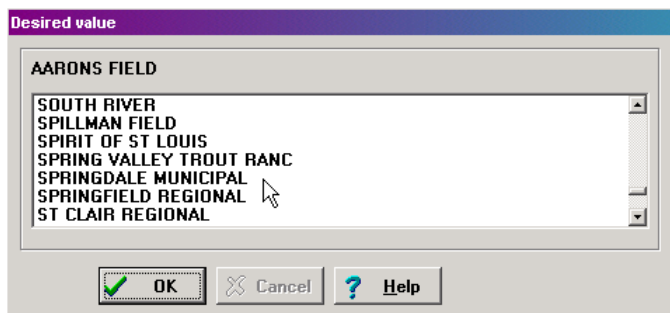 Desired value
AARONS FIELD
SOUTH RIVER
SPILLMAN FIELD
SPIRIT OF ST LOUIS
SPRING VALLEY TROUT RANC
SPRINGDALE MUNICIPAL
SPRINGFIELD REGIONAL
ST CLAIR REGIONAL
OK Cancel ? Help